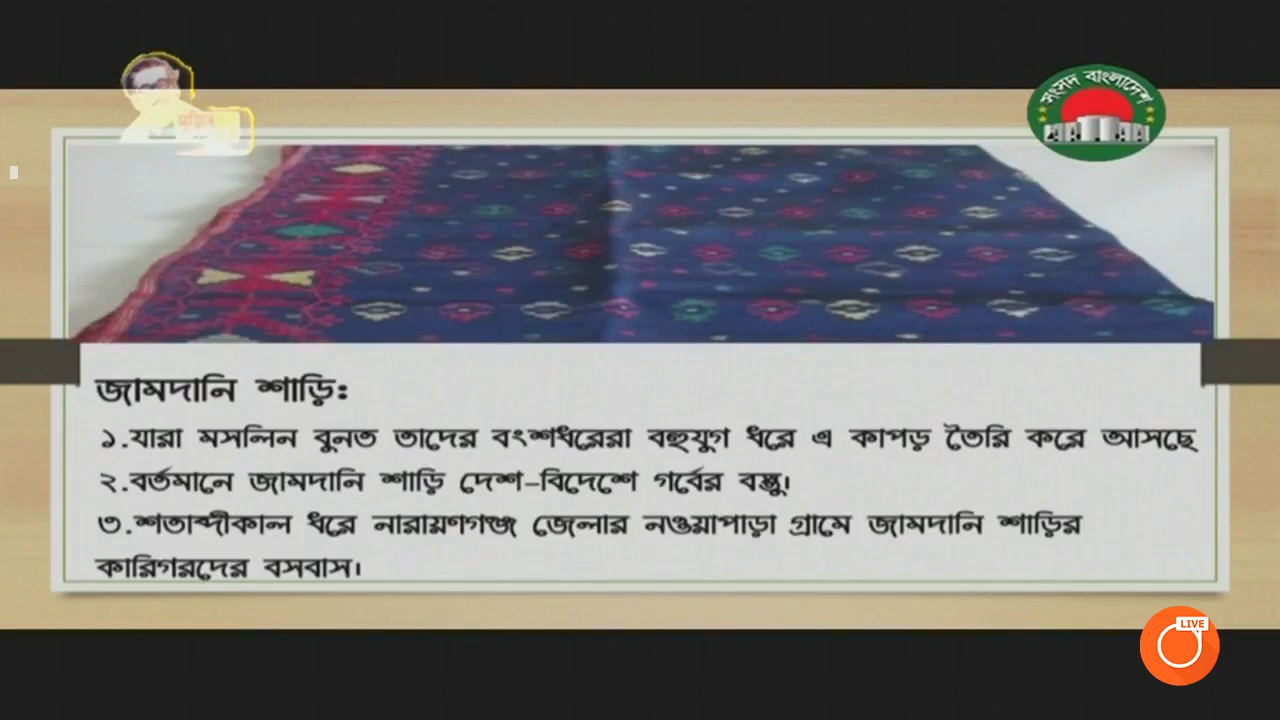 সংসদ বাংলাদেশ
জামদানি শাড়িঃ
১.যারা মসলিন বুনত তাদের বংশধরেরা বহুযুগ ধরে এ কাপড় তৈরি করে আসছে
২.বর্তমানে জামদানি শাড়ি দেশ-বিদেশে গর্বের বস্তু।
৩.শতাব্দীকাল ধরে নারায়ণগঞ্জ জেলার নওয়াপাড়া গ্রামে জামদানি শাড়ির
কারিগরদের বসবাস।
LIVE